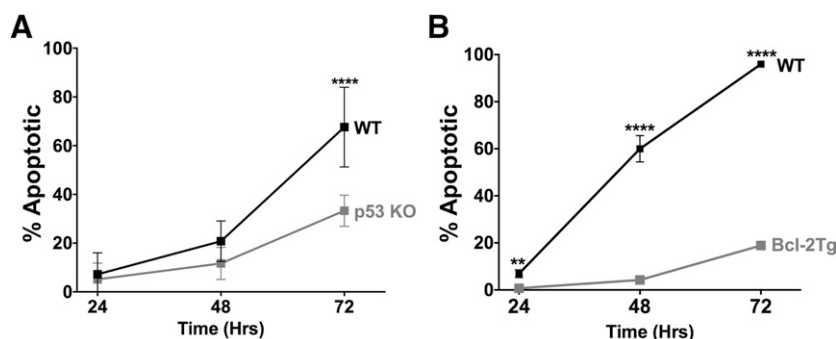 A
% Apoptotic
100
80
60
40
20
0
24
48
72
Time (Hrs)
****
WT
p53 KO
B
% Apoptotic
100
80
60
40
20
0
24
48
72
Time (Hrs)
**
****
****
WT
Bcl-2Tg